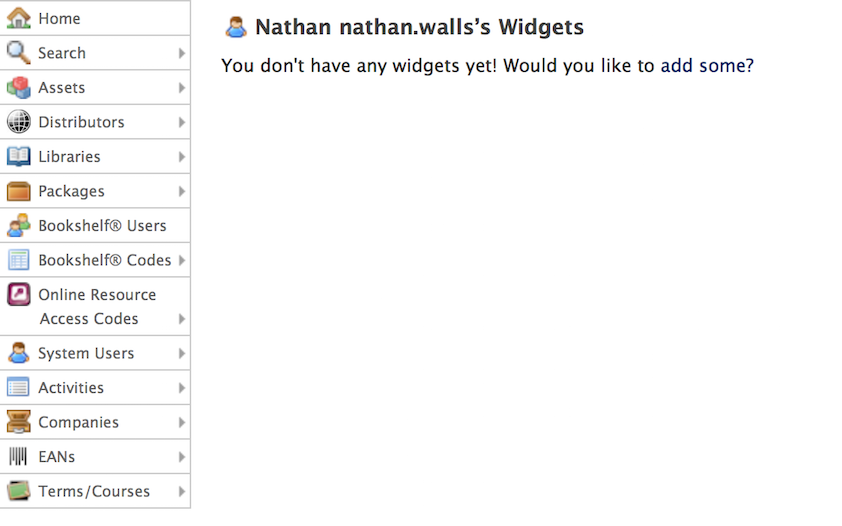 Home
Search
Assets
Distributors
Libraries
Packages
Bookshelf® Users
Bookshelf® Codes
Online Resource
Access Codes
System Users
Activities
Companies
EANs
Terms/Courses
Nathan nathan.walls’s Widgets
You don't have any widgets yet! Would you like to add some?